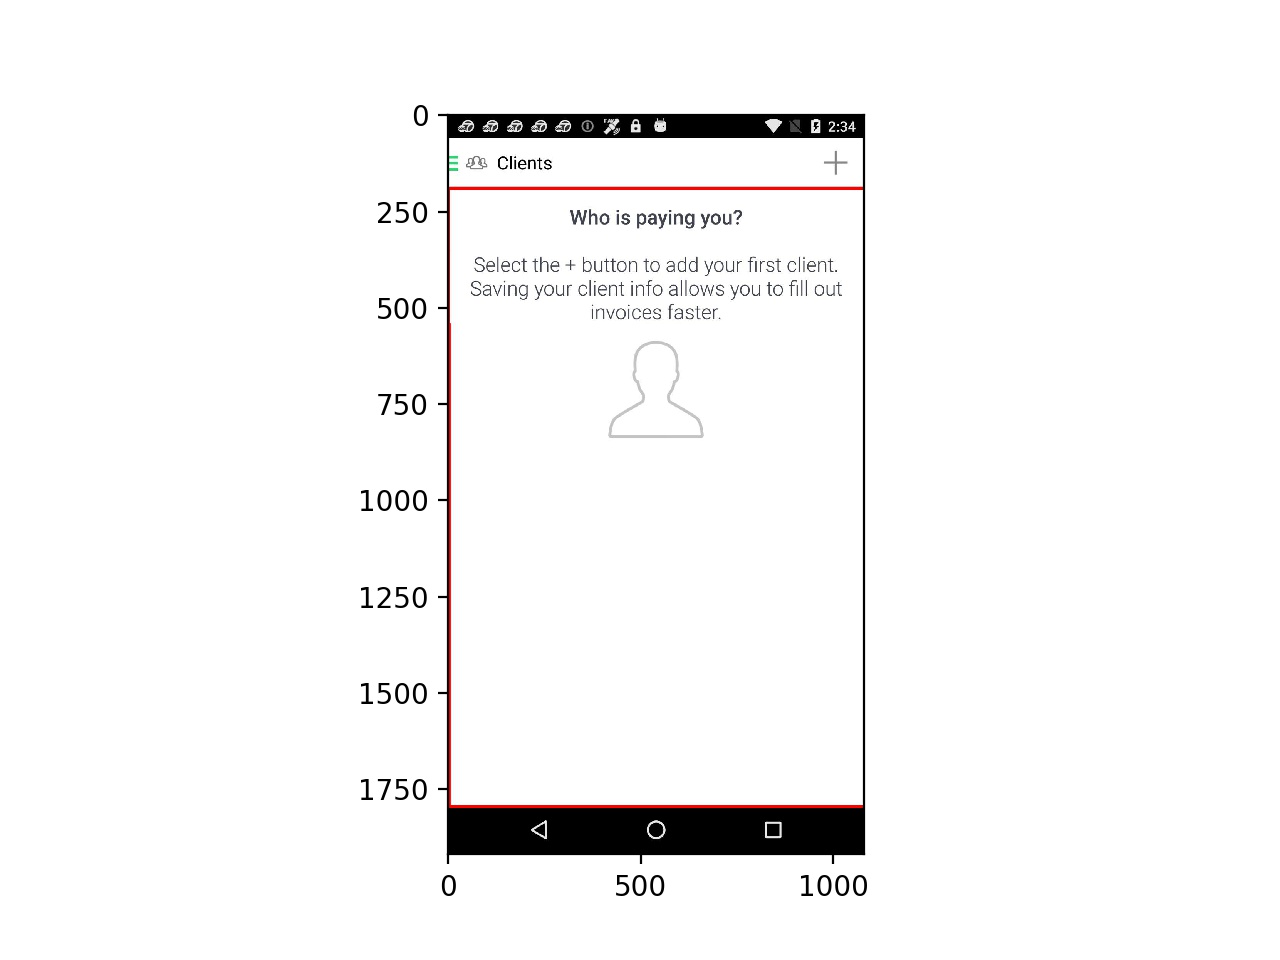 2:34
Clients
Who is paying you?
Select the + button to add your first client.
Saving your client info allows you to fill out
invoices faster.
0
250
500
750
1000
1250
1500
1750
0 500 1000